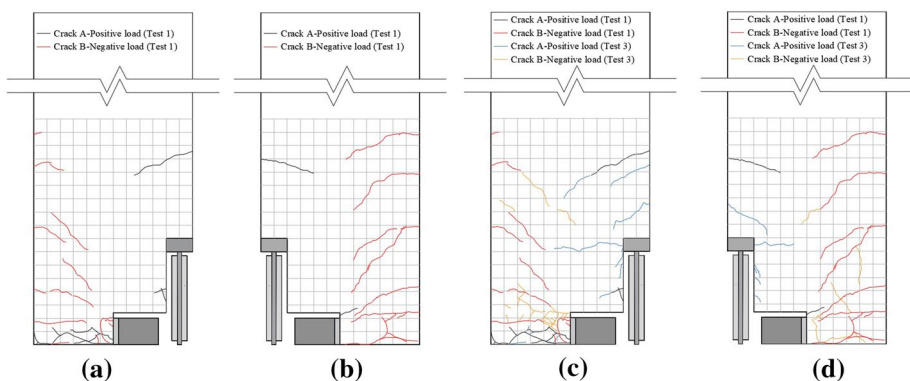 Crack A-Positive load (Test 1)
Crack B-Negative load (Test 1)
Crack A-Positive load (Test 1)
Crack B-Negative load (Test 1)
Crack A-Positive load (Test 1)
Crack B-Negative load (Test 1)
Crack A-Positive load (Test 3)
Crack B-Negative load (Test 3)
Crack A-Positive load (Test 1)
Crack B-Negative load (Test 1)
Crack A-Positive load (Test 3)
Crack B-Negative load (Test 3)
(a)
(b)
(c)
(d)